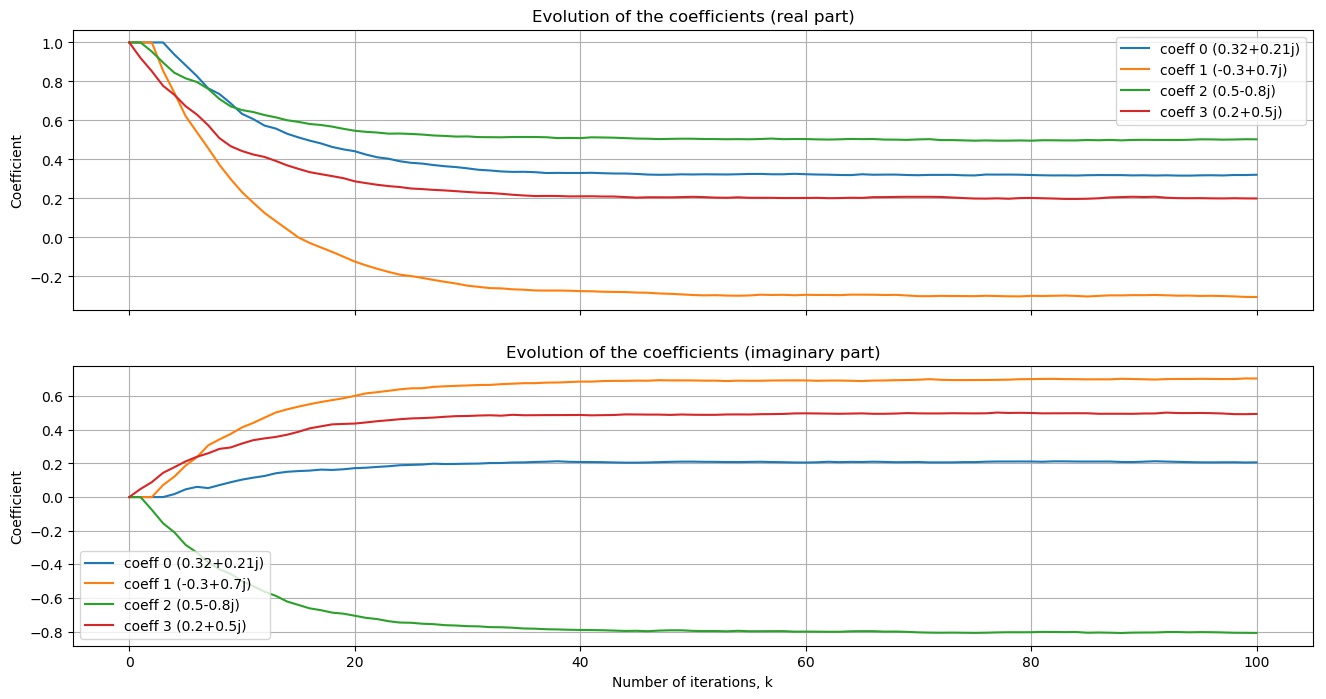 Evolution of the coefficients (real part)
1.0
0.8
0.6
0.4
0.2
0.0
−0.2
Coefficient
coeff 0 (0.32+0.21j)
coeff 1 (-0.3+0.7j)
coeff 2 (0.5-0.8j)
coeff 3 (0.2+0.5j)
Evolution of the coefficients (imaginary part)
0.6
0.4
0.2
0.0
−0.2
−0.4
−0.6
−0.8
Coefficient
coeff 0 (0.32+0.21j)
coeff 1 (-0.3+0.7j)
coeff 2 (0.5-0.8j)
coeff 3 (0.2+0.5j)
0 20 40 60 80 100
Number of iterations, k